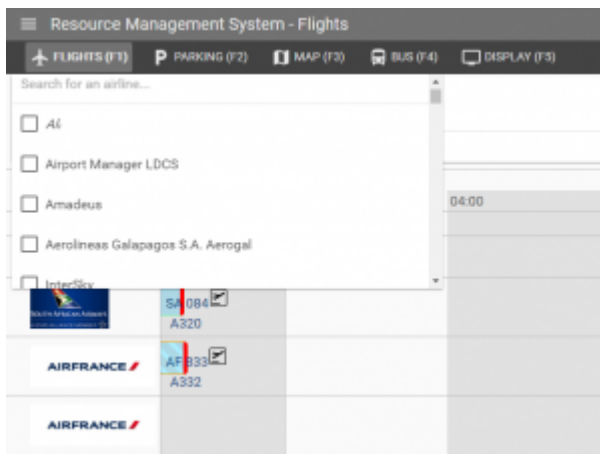 Resource Management System - Flights
FLIGHTS (F1) P PARKING (F2) MAP (F3) BUS (F4) DISPLAY (F5)
Search for an airline...
All
Airport Manager LDCS
Amadeus
04:00
Aerolineas Galapagos S.A. Aerogal
InterSky
SA 084
A320
AIRFRANCE
AF 833
A332
AIRFRANCE